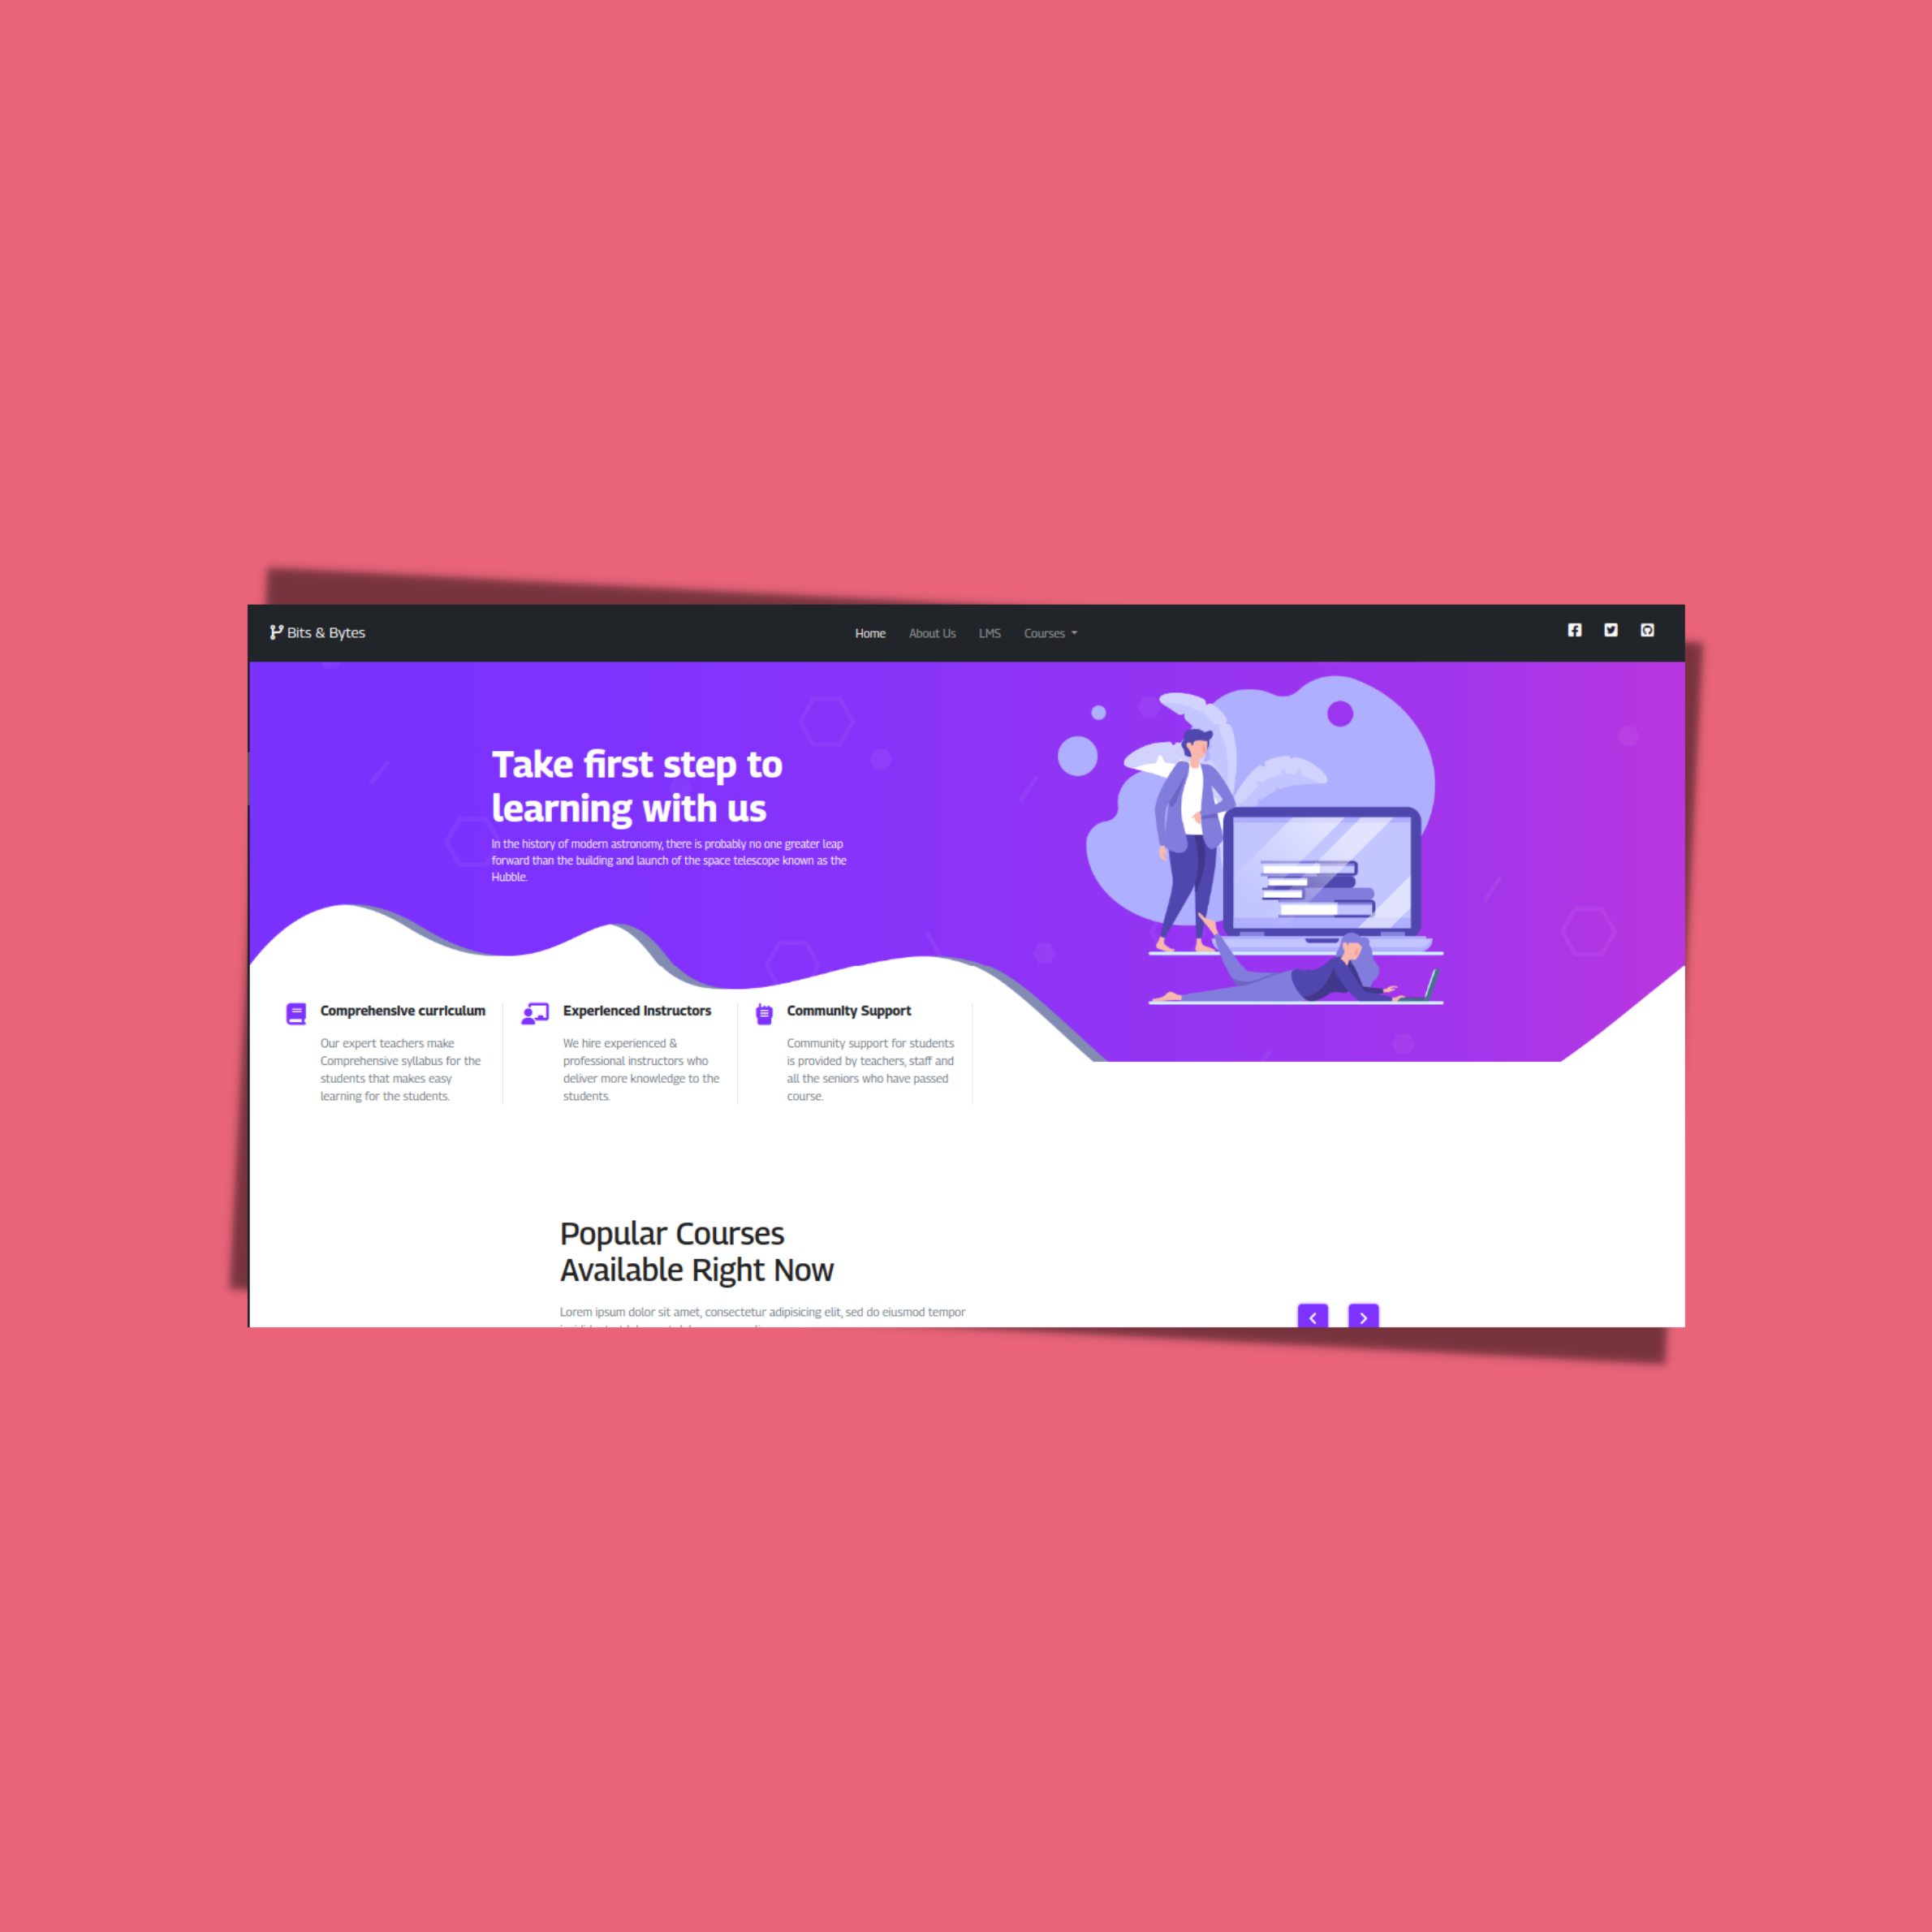 Bits & Bytes
Home About Us LMS Courses
Take first step to
learning with us
In the history of modern astronomy, there is probably no one greater leap
forward than the building and launch of the space telescope known as the
Hubble.
Comprehensive curriculum
Our expert teachers make
Comprehensive syllabus for the
students that makes easy
learning for the students.
Experienced Instructors
We hire experienced &
professional instructors who
deliver more knowledge to the
students.
Community Support
Community support for students
is provided by teachers, staff and
all the seniors who have passed
course.
Popular Courses
Available Right Now
Lorem ipsum dolor sit amet, consectetur adipisicing elit, sed do eiusmod tempor